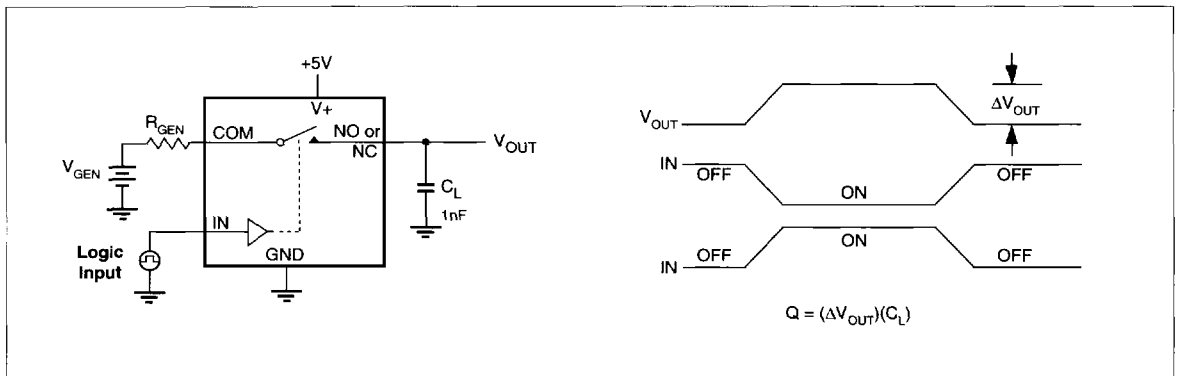 +5V
V+
R_GEN
COM
NO or
NC
V_OUT
V_GEN
C_L
1nF
IN
Logic
Input
GND
ΔV_OUT
V_OUT
IN
OFF
ON
OFF
IN
OFF
ON
OFF
Q = (ΔV_OUT)(C_L)